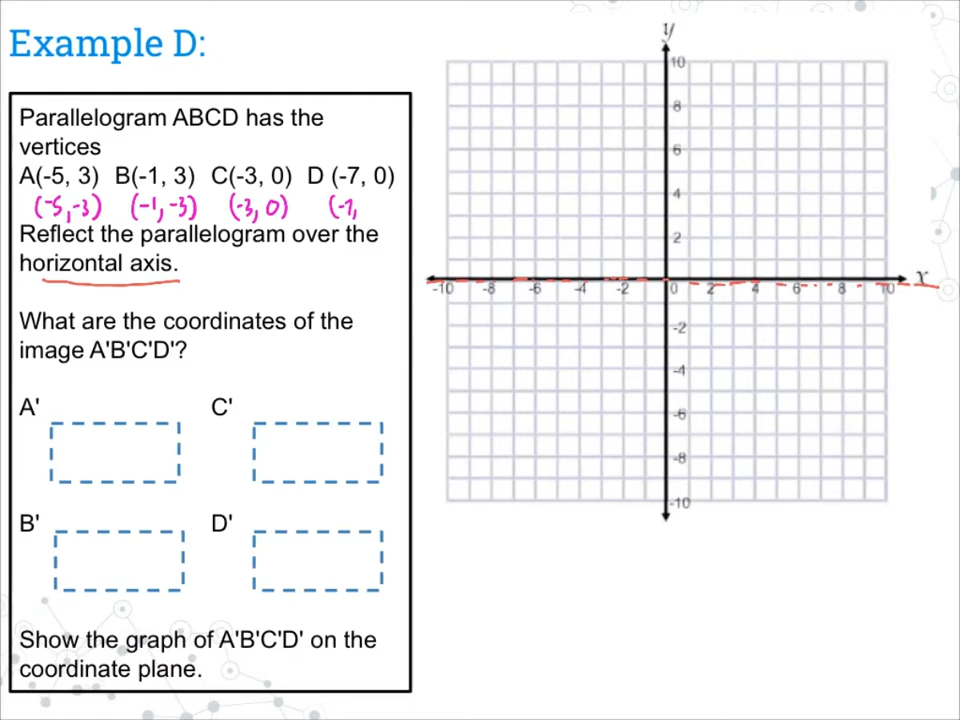 Example D:
Parallelogram ABCD has the
vertices
A(-5, 3) B(-1, 3) C(-3, 0) D (-7, 0)
(-5,-3) (-1,-3) (-3,0) (-7,
Reflect the parallelogram over the
horizontal axis.
What are the coordinates of the
image A'B'C'D'?
A' C'
B' D'
Show the graph of A'B'C'D' on the
coordinate plane.
y
10
8
6
4
2
-10 -8 -6 -4 -2 0 2 4 6 8 10 x
-2
-4
-6
-8
-10